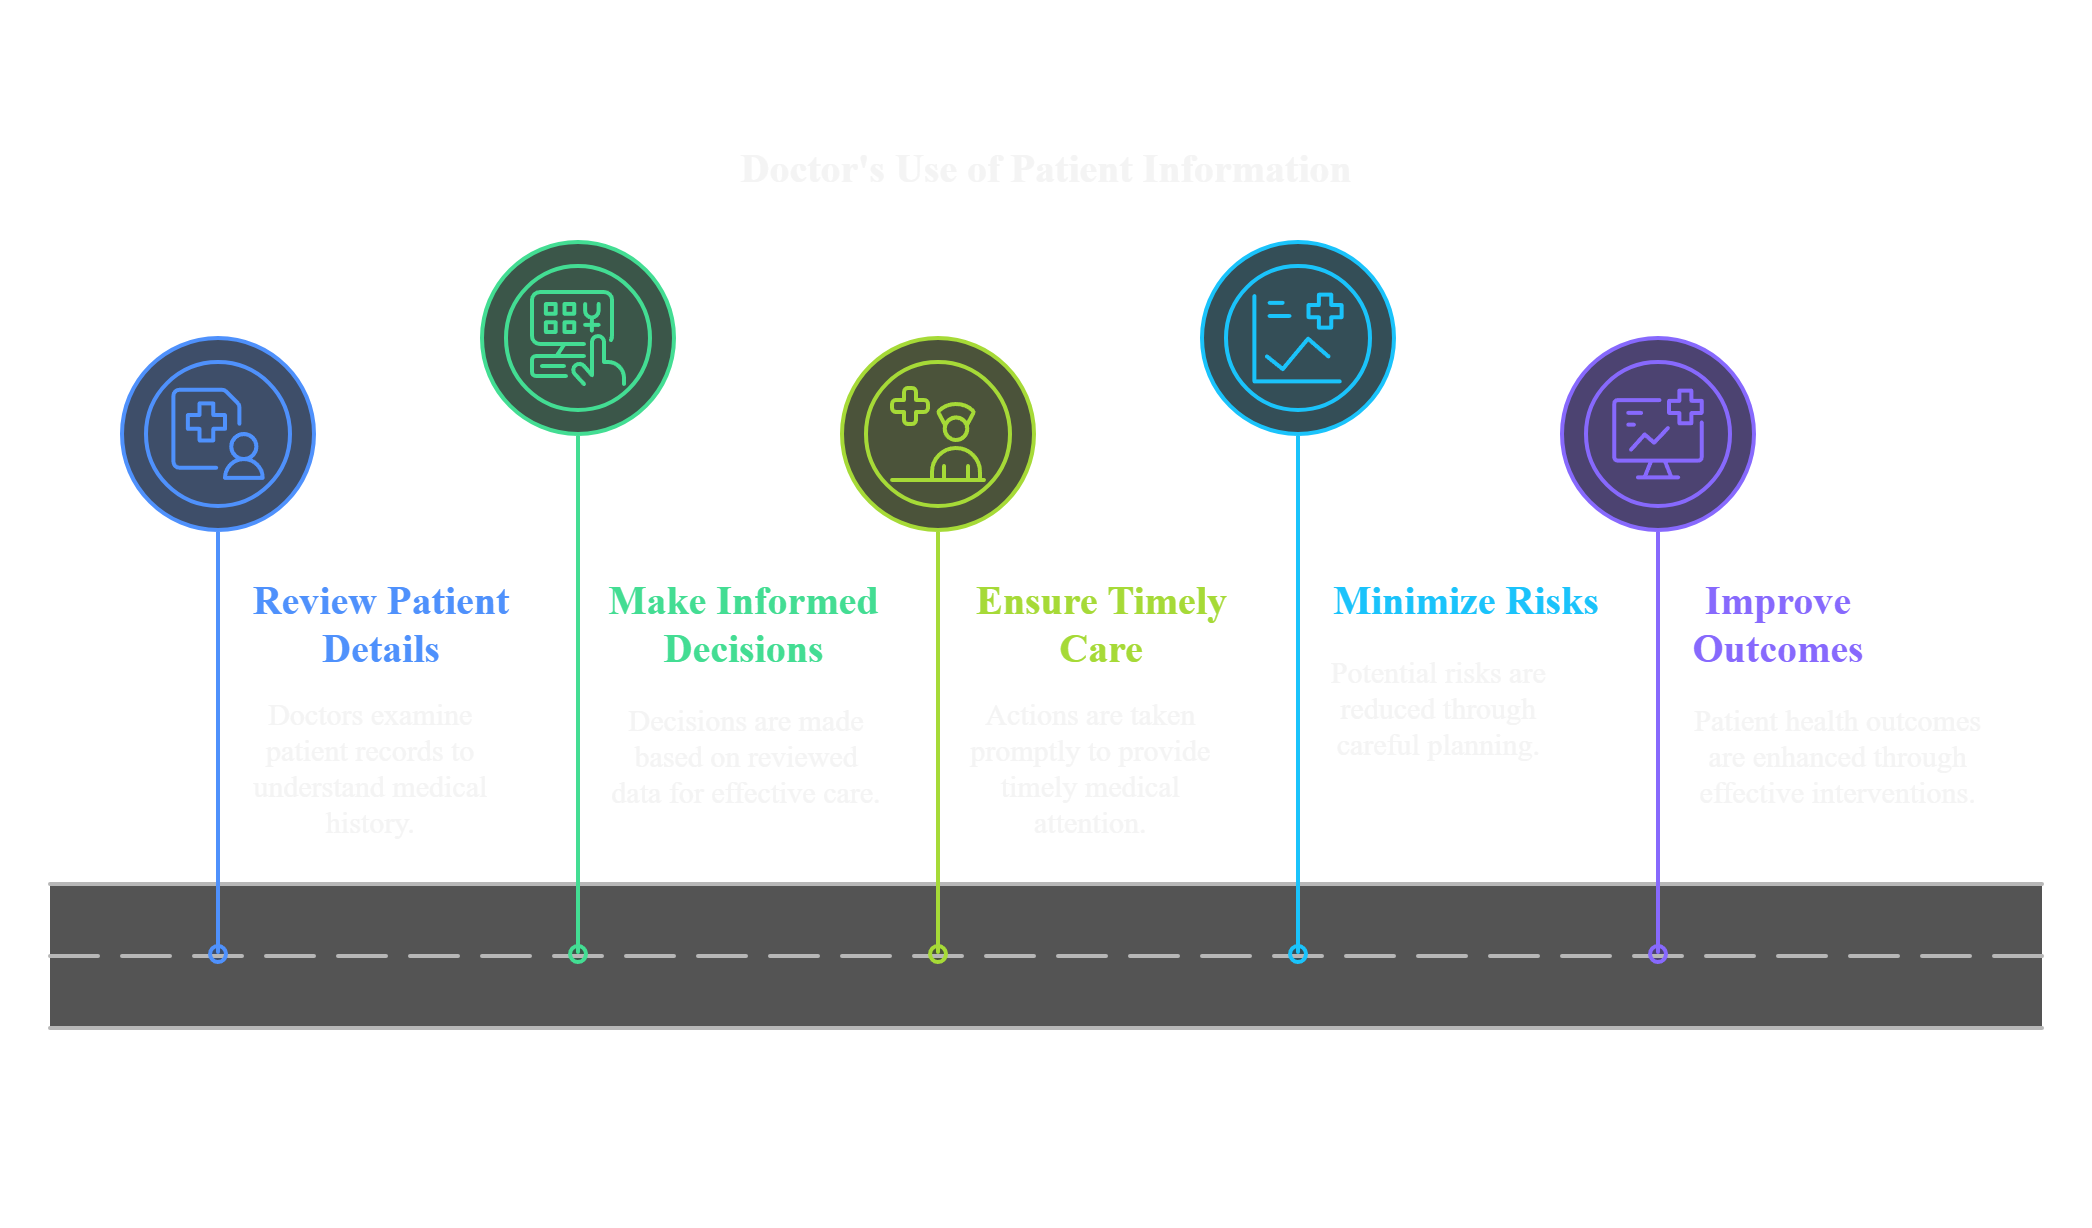 Doctor's Use of Patient Information
Review Patient
Details
Doctors examine
patient records to
understand medical
history.
Make Informed
Decisions
Decisions are made
based on reviewed
data for effective care.
Ensure Timely
Care
Actions are taken
promptly to provide
timely medical
attention.
Minimize Risks
Potential risks are
reduced through
careful planning.
Improve
Outcomes
Patient health outcomes
are enhanced through
effective interventions.